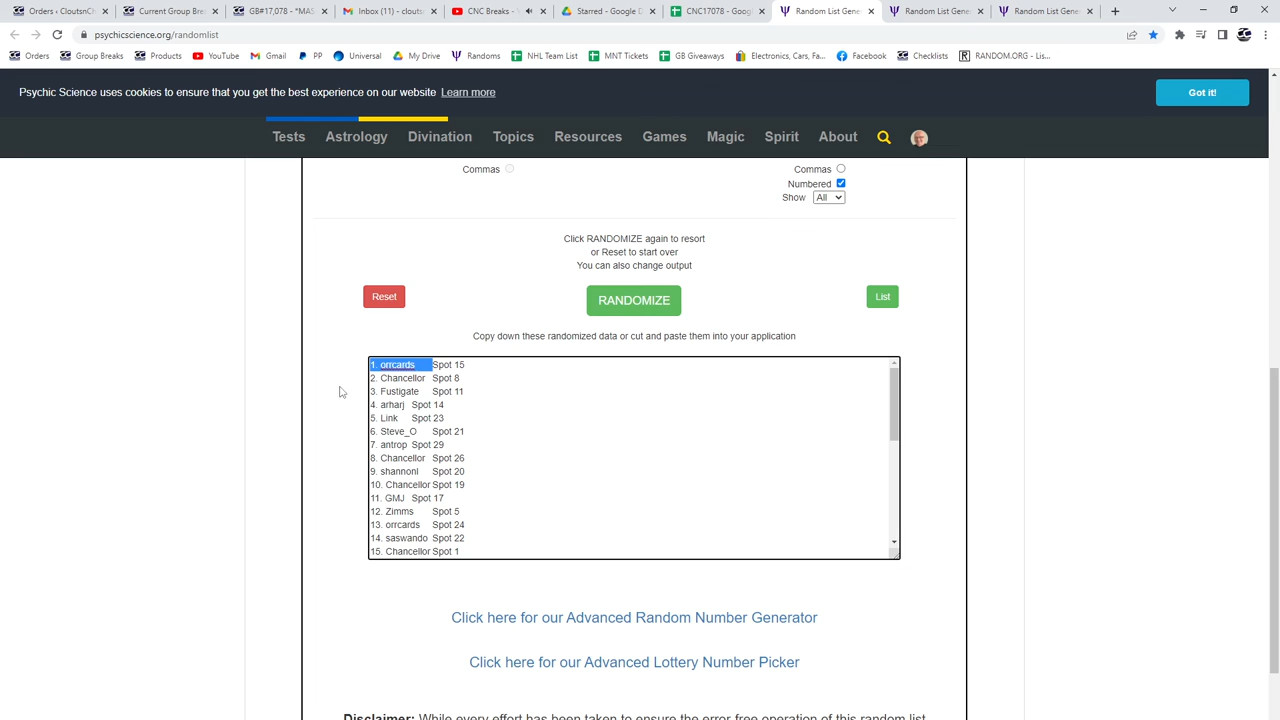 Orders ‹ CloutsnCh
Current Group Break
GB#17,078 - "*MAS
Inbox (1) - cloutsn
CNC Breaks -
Starred - Google D
CNC17078 - Googl
Random List Gene
Random List Gener
Random List Gener
psychicscience.org/randomlist
Orders
Group Breaks
Products
YouTube
Gmail
PP
Universal
My Drive
Randoms
NHL Team List
MNT Tickets
GB Giveaways
Electronics, Cars, Fa...
Facebook
Checklists
RANDOM.ORG - Lis...
Psychic Science uses cookies to ensure that you get the best experience on our website Learn more
Got it!
Tests Astrology Divination Topics Resources Games Magic Spirit About
Commas
Commas
Numbered
Show All
Click RANDOMIZE again to resort
or Reset to start over
You can also change output
Reset
RANDOMIZE
List
Copy down these randomized data or cut and paste them into your application
1. orrcards Spot 15
2. Chancellor Spot 8
3. Fustigate Spot 11
4. arharj Spot 14
5. Link Spot 23
6. Steve_O Spot 21
7. antrop Spot 29
8. Chancellor Spot 26
9. shannonl Spot 20
10. Chancellor Spot 19
11. GMJ Spot 17
12. Zimms Spot 5
13. orrcards Spot 24
14. saswando Spot 22
15. Chancellor Spot 1
Click here for our Advanced Random Number Generator
Click here for our Advanced Lottery Number Picker
Disclaimer: While every effort has been taken to ensure the error-free operation of this random list